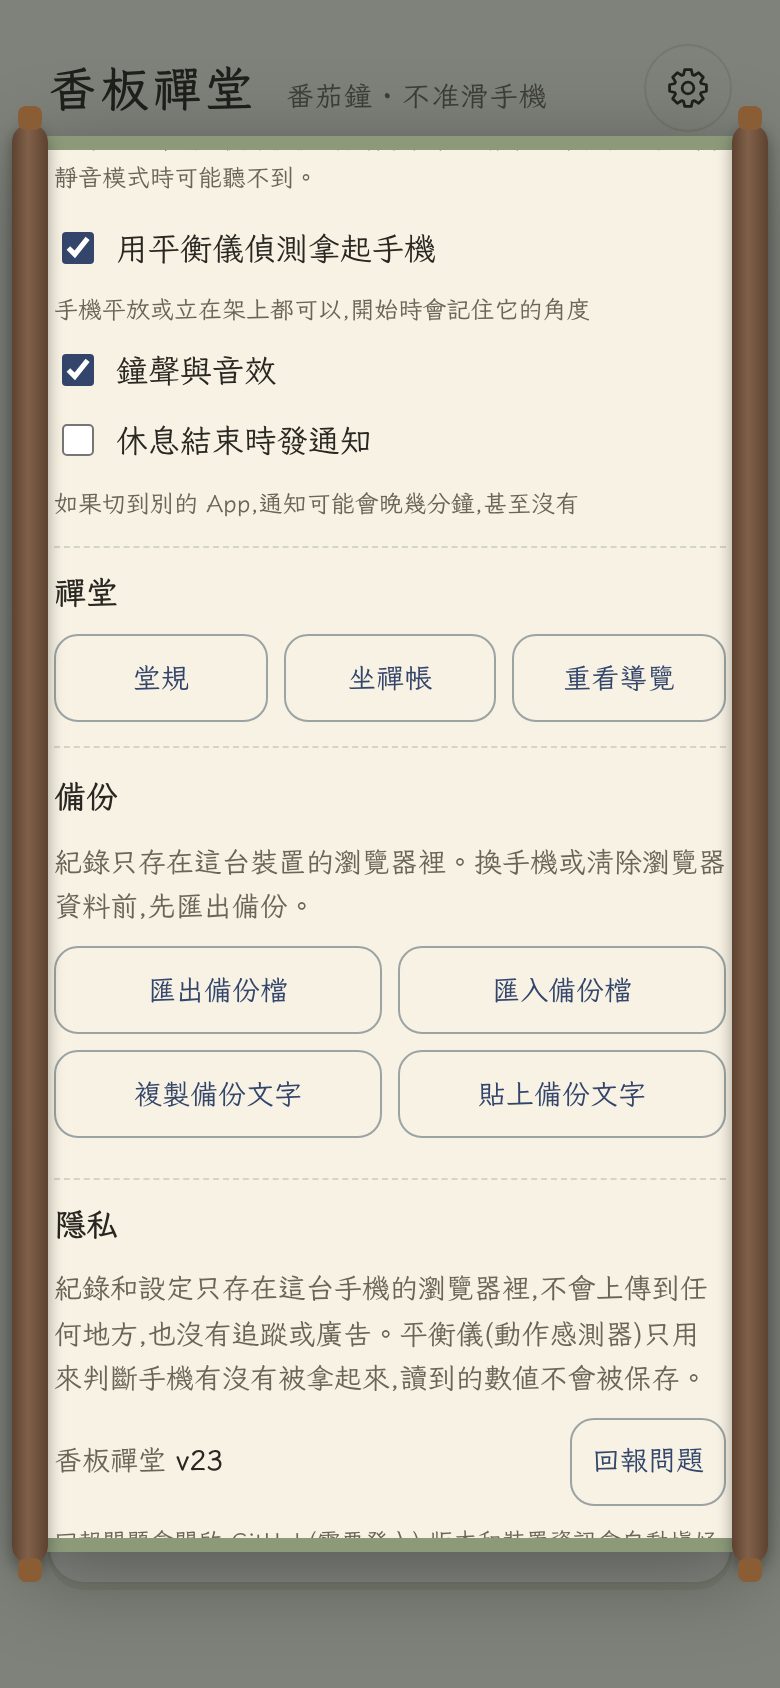 香板禪堂 番茄鐘・不准滑手機
靜音模式時可能聽不到。
用平衡儀偵測拿起手機
手機平放或立在架上都可以,開始時會記住它的角度
鐘聲與音效
休息結束時發通知
如果切到別的 App,通知可能會晚幾分鐘,甚至沒有
禪堂
堂規 坐禪帳 重看導覽
備份
紀錄只存在這台裝置的瀏覽器裡。換手機或清除瀏覽器
資料前,先匯出備份。
匯出備份檔 匯入備份檔
複製備份文字 貼上備份文字
隱私
紀錄和設定只存在這台手機的瀏覽器裡,不會上傳到任
何地方,也沒有追蹤或廣告。平衡儀(動作感測器)只用
來判斷手機有沒有被拿起來,讀到的數值不會被保存。
香板禪堂 v23 回報問題